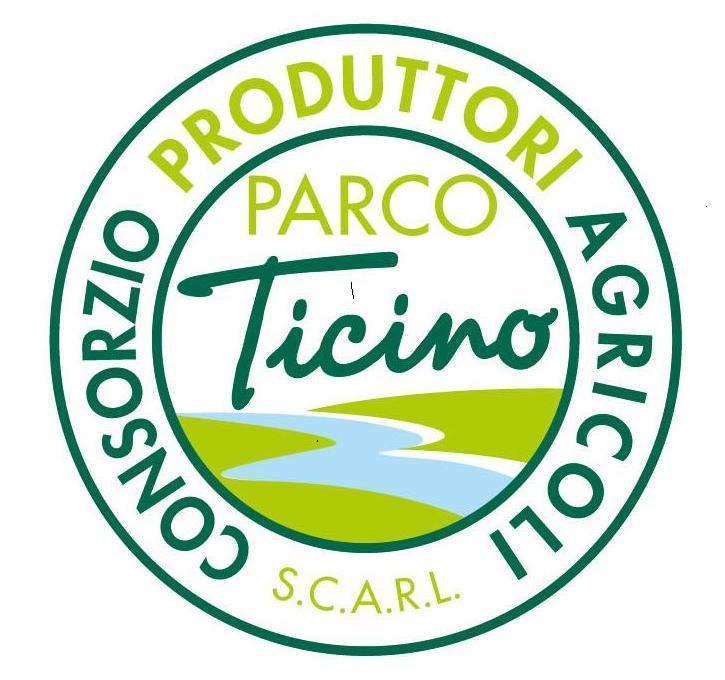 CONSORZIO PRODUTTORI AGRICOLI
PARCO
Ticino
S.C.A.R.L.